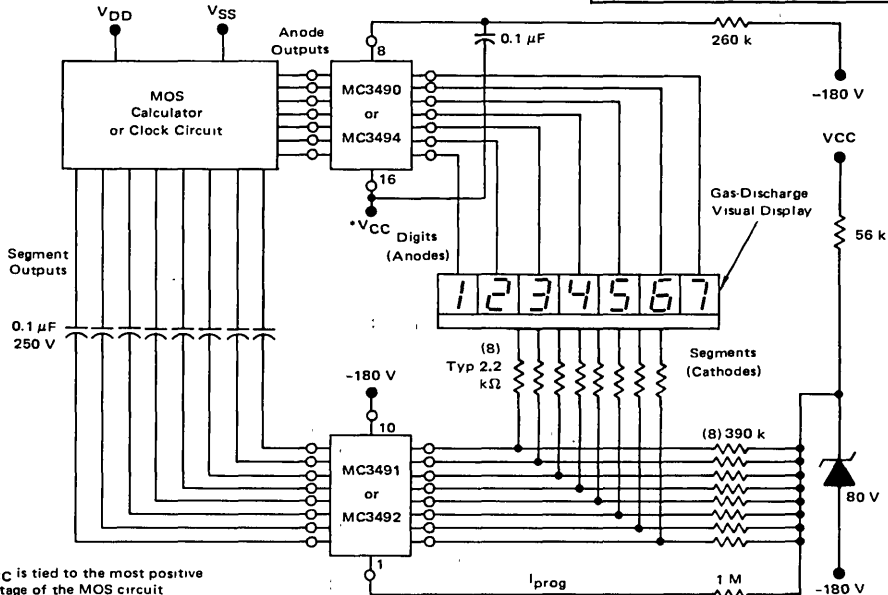 VDD
VSS
Anode
Outputs
8
0.1 µF
260 k
–180 V
MOS
Calculator
or Clock Circuit
MC3490
or
MC3494
16
*VCC
Digits
(Anodes)
VCC
56 k
Gas-Discharge
Visual Display
Segment
Outputs
1 2 3 4 5 6 7
0.1 µF
250 V
(8)
Typ 2.2
kΩ
Segments
(Cathodes)
–180 V
10
MC3491
or
MC3492
(8) 390 k
80 V
1
Iprog
1 M
–180 V
C is tied to the most positive
tage of the MOS circuit